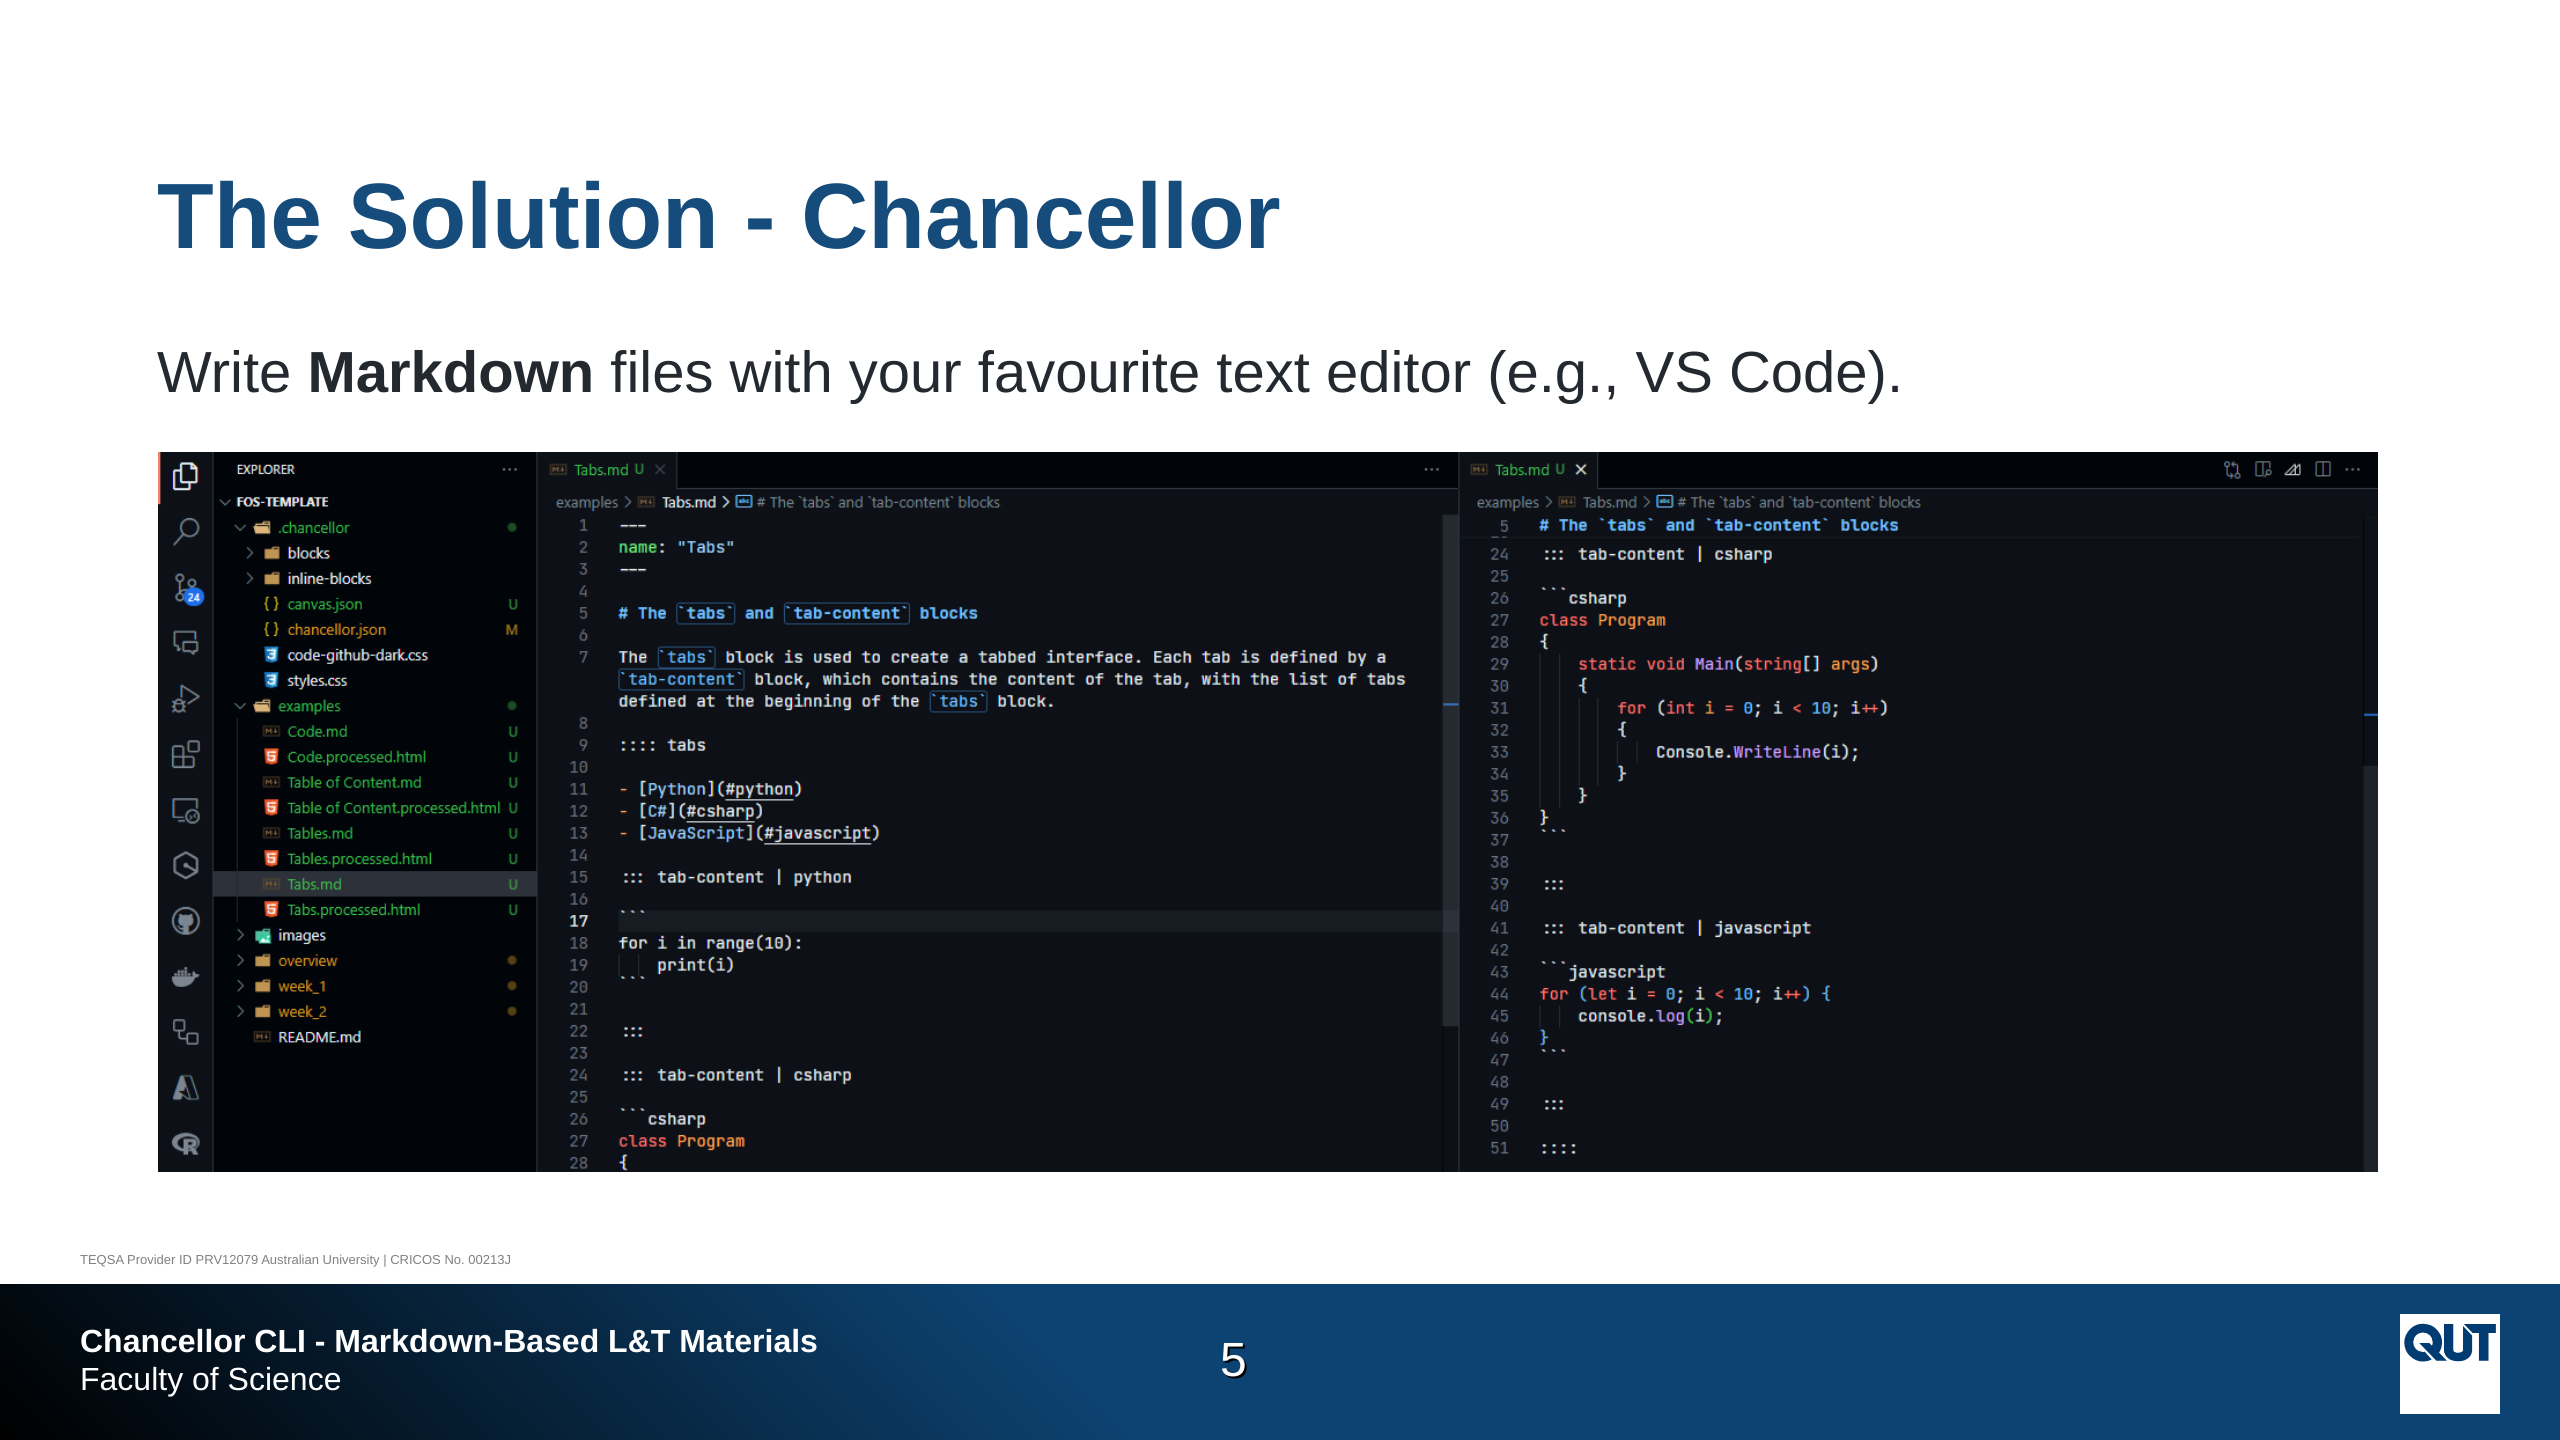 The Solution - Chancellor
Write Markdown files with your favourite text editor (e.g., VS Code).
EXPLORER
FOS-TEMPLATE
.chancellor
blocks
inline-blocks
canvas.json U
chancellor.json M
code-github-dark.css
styles.css
examples
Code.md U
Code.processed.html U
Table of Content.md U
Table of Content.processed.html U
Tables.md U
Tables.processed.html U
Tabs.md U
Tabs.processed.html U
images
overview
week_1
week_2
README.md
24
Tabs.md U
examples > Tabs.md > # The `tabs` and `tab-content` blocks
1 ---
2 name: "Tabs"
3 ---
4
5 # The `tabs` and `tab-content` blocks
6
7 The `tabs` block is used to create a tabbed interface. Each tab is defined by a
`tab-content` block, which contains the content of the tab, with the list of tabs
defined at the beginning of the `tabs` block.
8
9 :::: tabs
10
11 - [Python](#python)
12 - [C#](#csharp)
13 - [JavaScript](#javascript)
14
15 ::: tab-content | python
16
17 ```
18 for i in range(10):
19 print(i)
20 ```
21
22 :::
23
24 ::: tab-content | csharp
25
26 ```csharp
27 class Program
28 {
Tabs.md U
examples > Tabs.md > # The `tabs` and `tab-content` blocks
5 # The `tabs` and `tab-content` blocks
24 ::: tab-content | csharp
25
26 ```csharp
27 class Program
28 {
29 static void Main(string[] args)
30 {
31 for (int i = 0; i < 10; i++)
32 {
33 Console.WriteLine(i);
34 }
35 }
36 }
37 ```
38
39 :::
40
41 ::: tab-content | javascript
42
43 ```javascript
44 for (let i = 0; i < 10; i++) {
45 console.log(i);
46 }
47 ```
48
49 :::
50
51 ::::
TEQSA Provider ID PRV12079 Australian University | CRICOS No. 00213J
Chancellor CLI - Markdown-Based L&T Materials
Faculty of Science
5
QUT